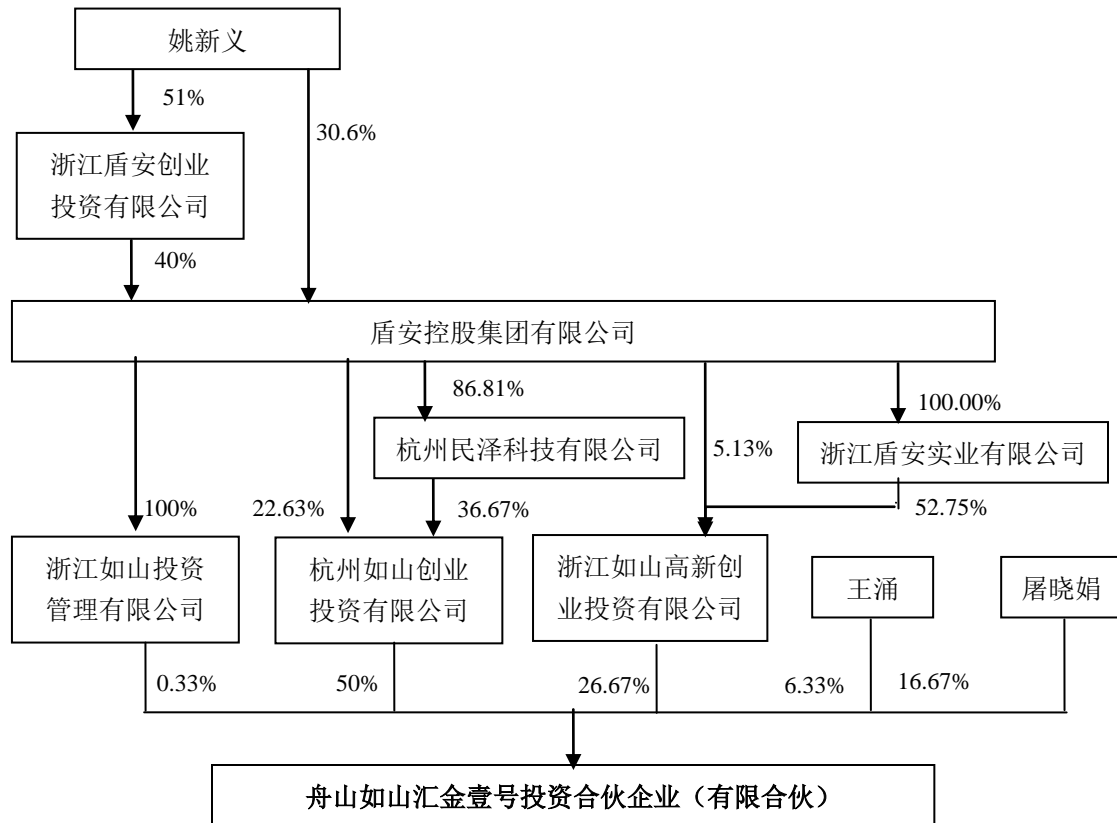 姚新义
51%
30.6%
浙江盾安创业
投资有限公司
40%
盾安控股集团有限公司
86.81%
100.00%
杭州民泽科技有限公司
5.13%
浙江盾安实业有限公司
100%
22.63%
36.67%
52.75%
浙江如山投资
管理有限公司
杭州如山创业
投资有限公司
浙江如山高新创
业投资有限公司
王涌
屠晓娟
0.33%
50%
26.67%
6.33%
16.67%
舟山如山汇金壹号投资合伙企业（有限合伙）